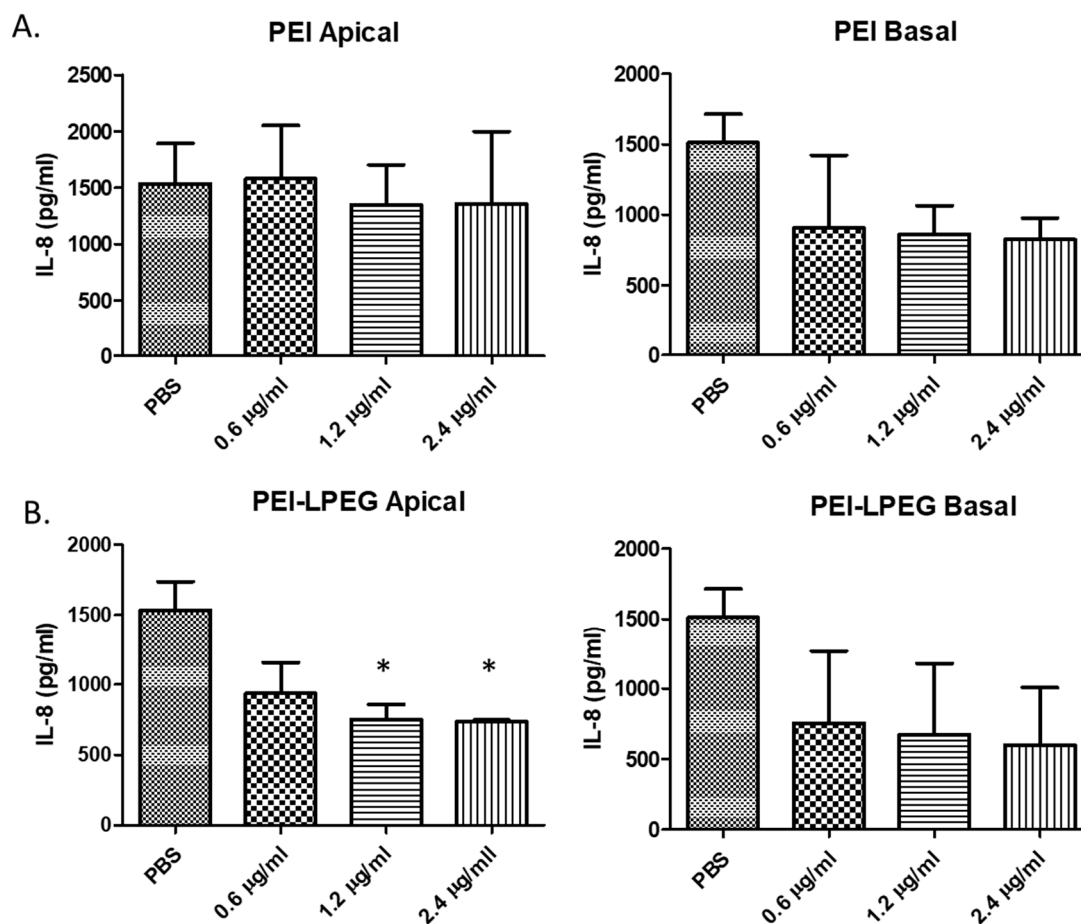 A.
PEI Apical
2500
2000
1500
1000
500
0
IL-8 (pg/ml)
PBS
0.6 µg/ml
1.2 µg/ml
2.4 µg/ml
PEI Basal
2000
1500
1000
500
0
IL-8 (pg/ml)
PBS
0.6 µg/ml
1.2 µg/ml
2.4 µg/ml
B.
PEI-LPEG Apical
2000
1500
1000
500
0
IL-8 (pg/ml)
* *
PBS
0.6 µg/ml
1.2 µg/ml
2.4 µg/mlI
PEI-LPEG Basal
2000
1500
1000
500
0
IL-8 (pg/ml)
PBS
0.6 µg/ml
1.2 µg/ml
2.4 µg/ml